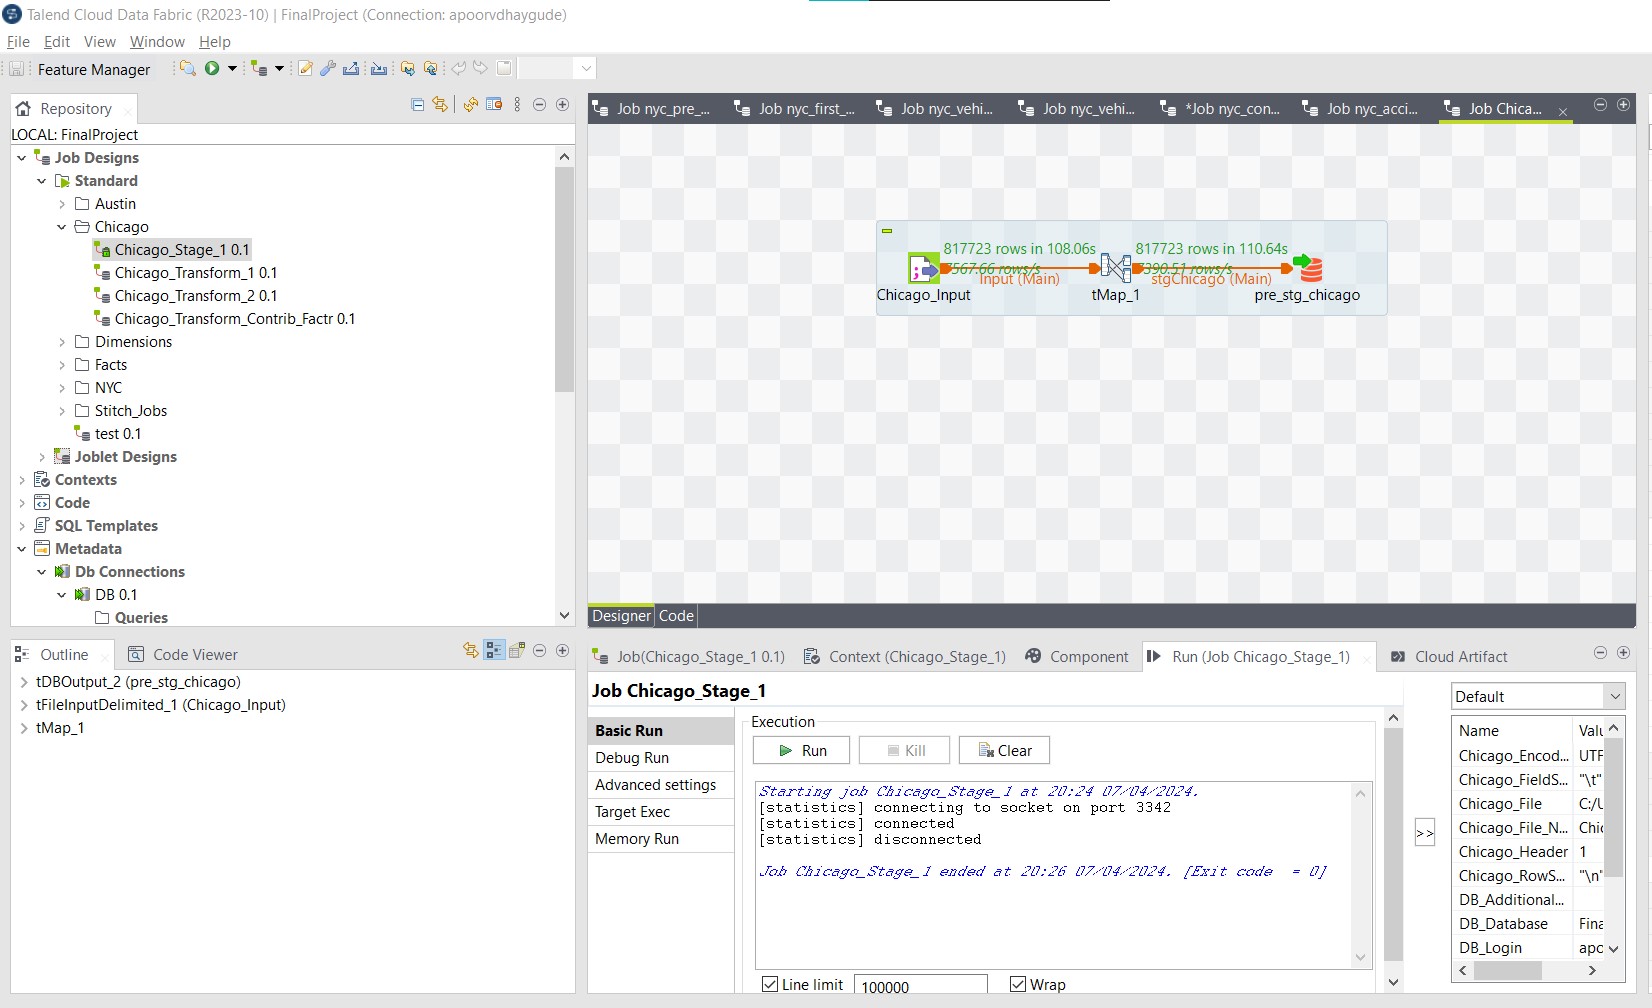 Talend Cloud Data Fabric (R2023-10) | FinalProject (Connection: apoorvdhaygude)
File Edit View Window Help
Feature Manager
Repository
LOCAL: FinalProject
Job Designs
Standard
Austin
Chicago
Chicago_Stage_1 0.1
Chicago_Transform_1 0.1
Chicago_Transform_2 0.1
Chicago_Transform_Contrib_Factr 0.1
Dimensions
Facts
NYC
Stitch_Jobs
test 0.1
Joblet Designs
Contexts
Code
SQL Templates
Metadata
Db Connections
DB 0.1
Queries
Job nyc_pre_... Job nyc_first_... Job nyc_vehi... Job nyc_vehi... *Job nyc_con... Job nyc_acci... Job Chica...
817723 rows in 108.06s 817723 rows in 110.64s
7567.66 rows/s 7390.51 rows/s
Input (Main) stgChicago (Main)
Chicago_Input tMap_1 pre_stg_chicago
Designer Code
Outline Code Viewer
tDBOutput_2 (pre_stg_chicago)
tFileInputDelimited_1 (Chicago_Input)
tMap_1
Job(Chicago_Stage_1 0.1) Context (Chicago_Stage_1) Component Run (Job Chicago_Stage_1) Cloud Artifact
Job Chicago_Stage_1
Basic Run
Debug Run
Advanced settings
Target Exec
Memory Run
Execution
Run Kill Clear
Starting job Chicago_Stage_1 at 20:24 07/04/2024.
[statistics] connecting to socket on port 3342
[statistics] connected
[statistics] disconnected
Job Chicago_Stage_1 ended at 20:26 07/04/2024. [Exit code = 0]
Line limit 100000 Wrap
>>
Default
Name Valu
Chicago_Encod... UTF
Chicago_FieldS... "\t"
Chicago_File C:/U
Chicago_File_N... Chic
Chicago_Header 1
Chicago_RowS... "\n"
DB_Additional...
DB_Database Fina
DB_Login apo